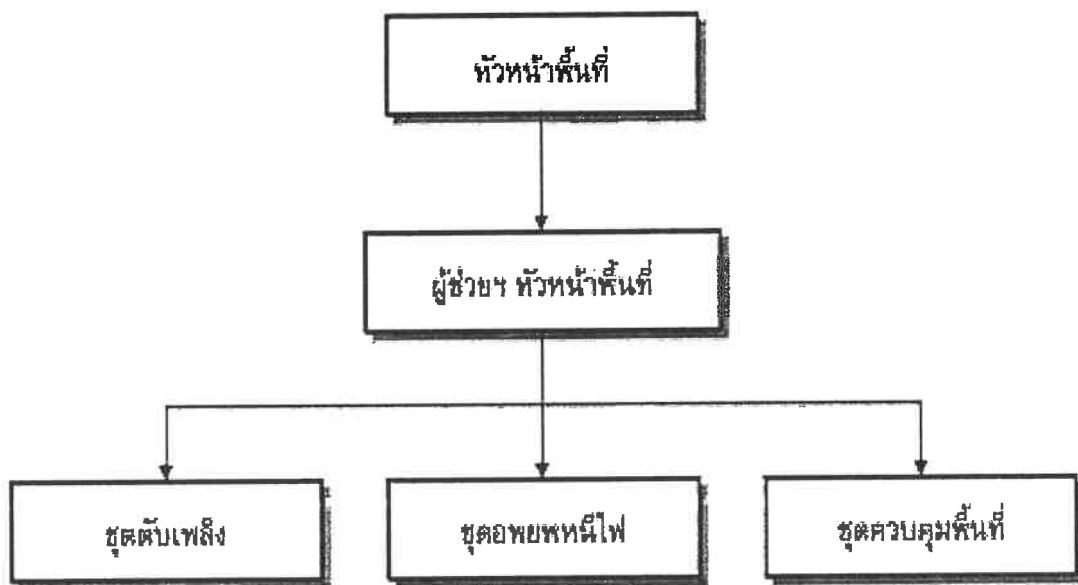 หัวหน้าพื้นที่
ผู้ช่วยฯ หัวหน้าพื้นที่
ชุดดับเพลิง
ชุดอพยพหนีไฟ
ชุดควบคุมพื้นที่